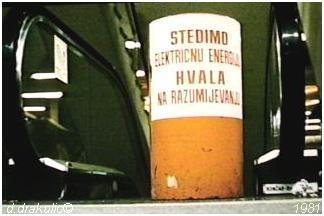 STEDIMO
ELEKTRICNU ENERGIJU
HVALA
NA RAZUMIJEVANJU
d.drakulic©
1981